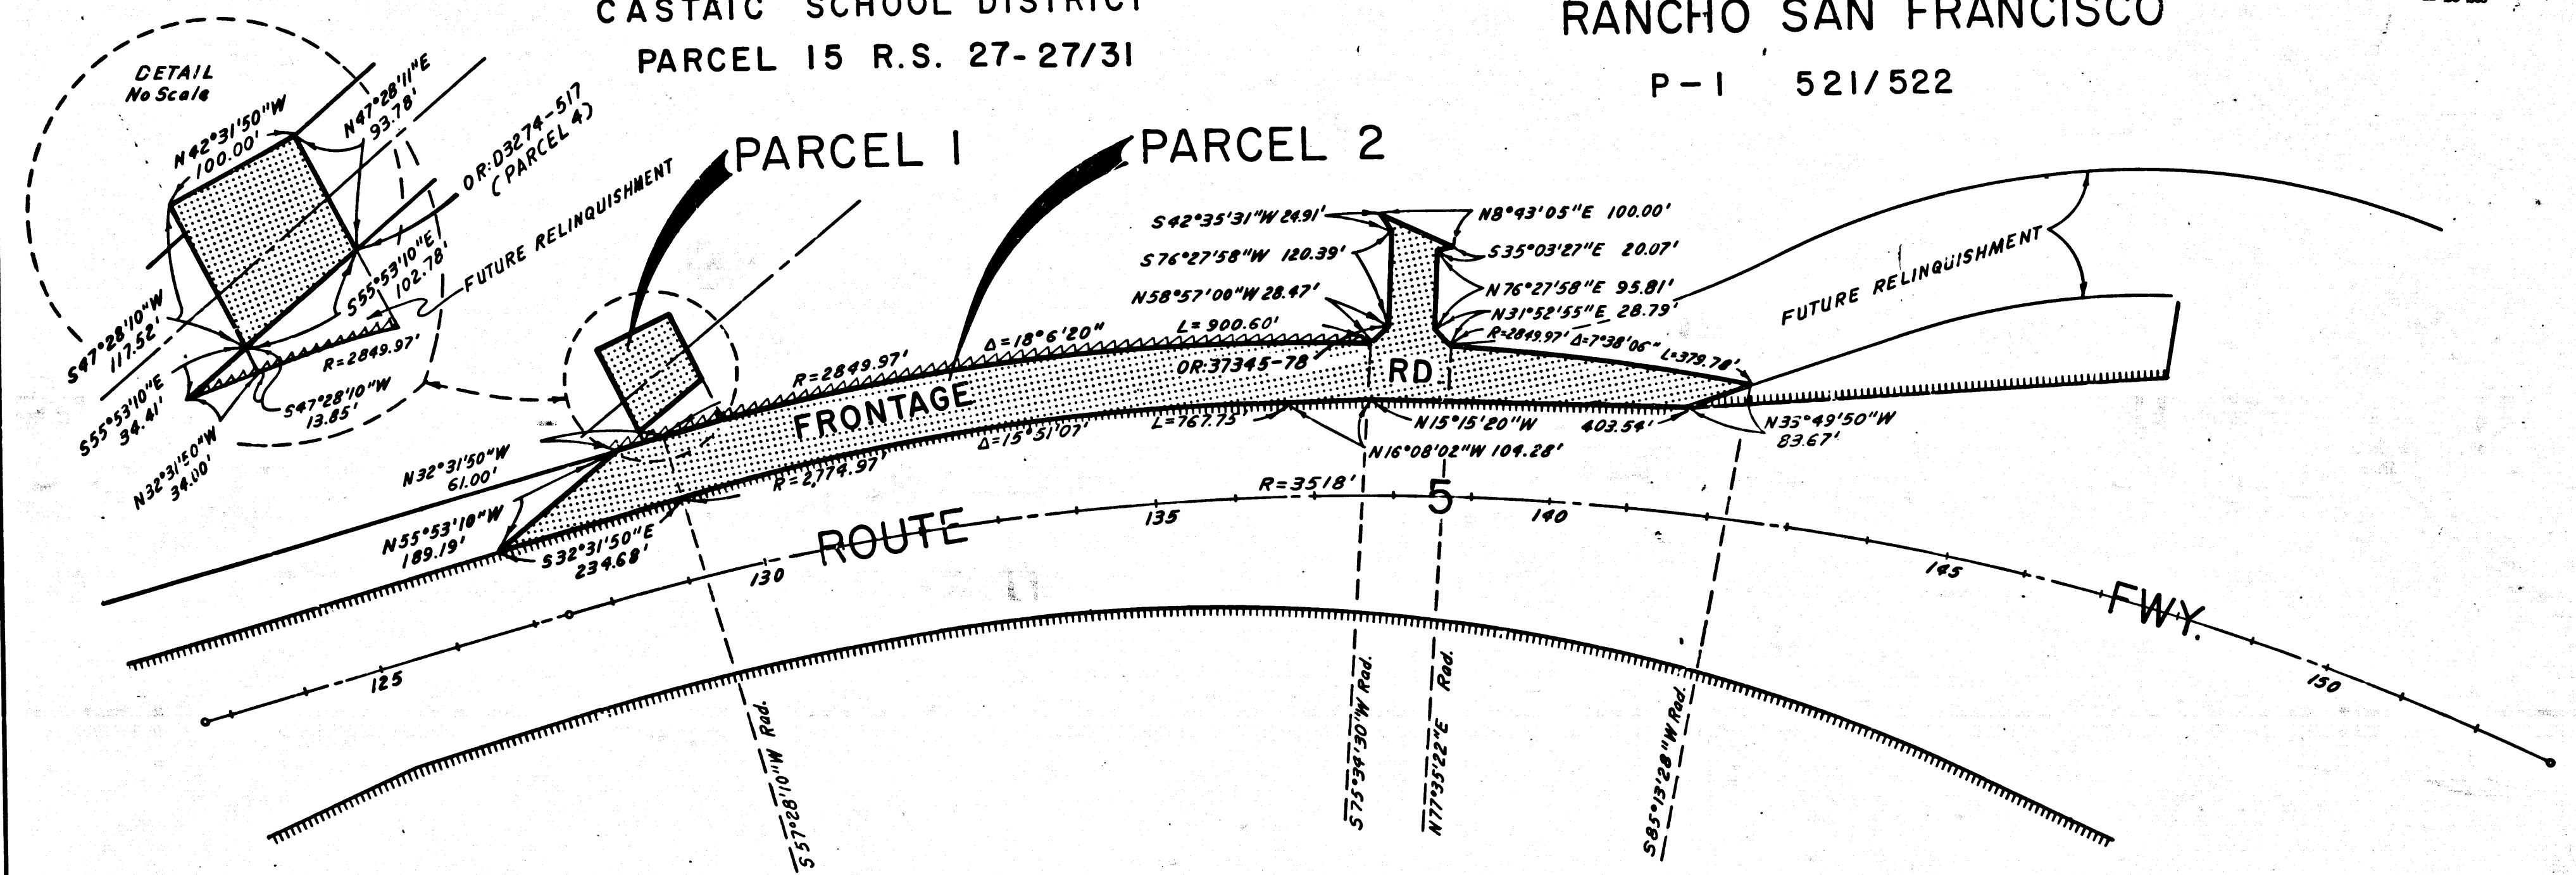 CASTAIC SCHOOL DISTRICT
PARCEL 15 R.S. 27-27/31
RANCHO SAN FRANCISCO
P-1 521/522
DETAIL
No Scale
N42°31'50"W
100.00'
N47°28'11"E
93.78'
OR:D3274-517
(PARCEL 4)
FUTURE RELINQUISHMENT
S55°53'10"E
102.78'
S47°28'10"W
117.52'
R=2849.97'
S47°28'10"W
13.85'
S55°53'10"E
34.41'
N32°31'50"W
34.00'
PARCEL 1
PARCEL 2
S42°35'31"W 24.91'
N8°43'05"E 100.00'
S76°27'58"W 120.39'
S35°03'27"E 20.07'
N58°57'00"W 28.47'
N76°27'58"E 95.81'
N31°52'55"E 28.79'
R=2849.97' Δ=7°38'06" L=379.78'
FUTURE RELINQUISHMENT
R=2849.97'
Δ=18°6'20"
L=900.60'
OR:37345-78
FRONTAGE
RD.
N32°31'50"W
61.00'
N55°53'10"W
189.19'
S32°31'50"E
234.68'
R=2,774.97'
Δ=15°51'07'
L=767.75'
N15°15'20"W
403.54'
N16°08'02"W 104.28'
N35°49'50"W
83.67'
R=3518'
ROUTE
5
FWY.
125
130
135
140
145
150
S57°28'10"W Rad.
S75°34'30"W Rad.
N77°35'22"E Rad.
S85°13'28"W Rad.